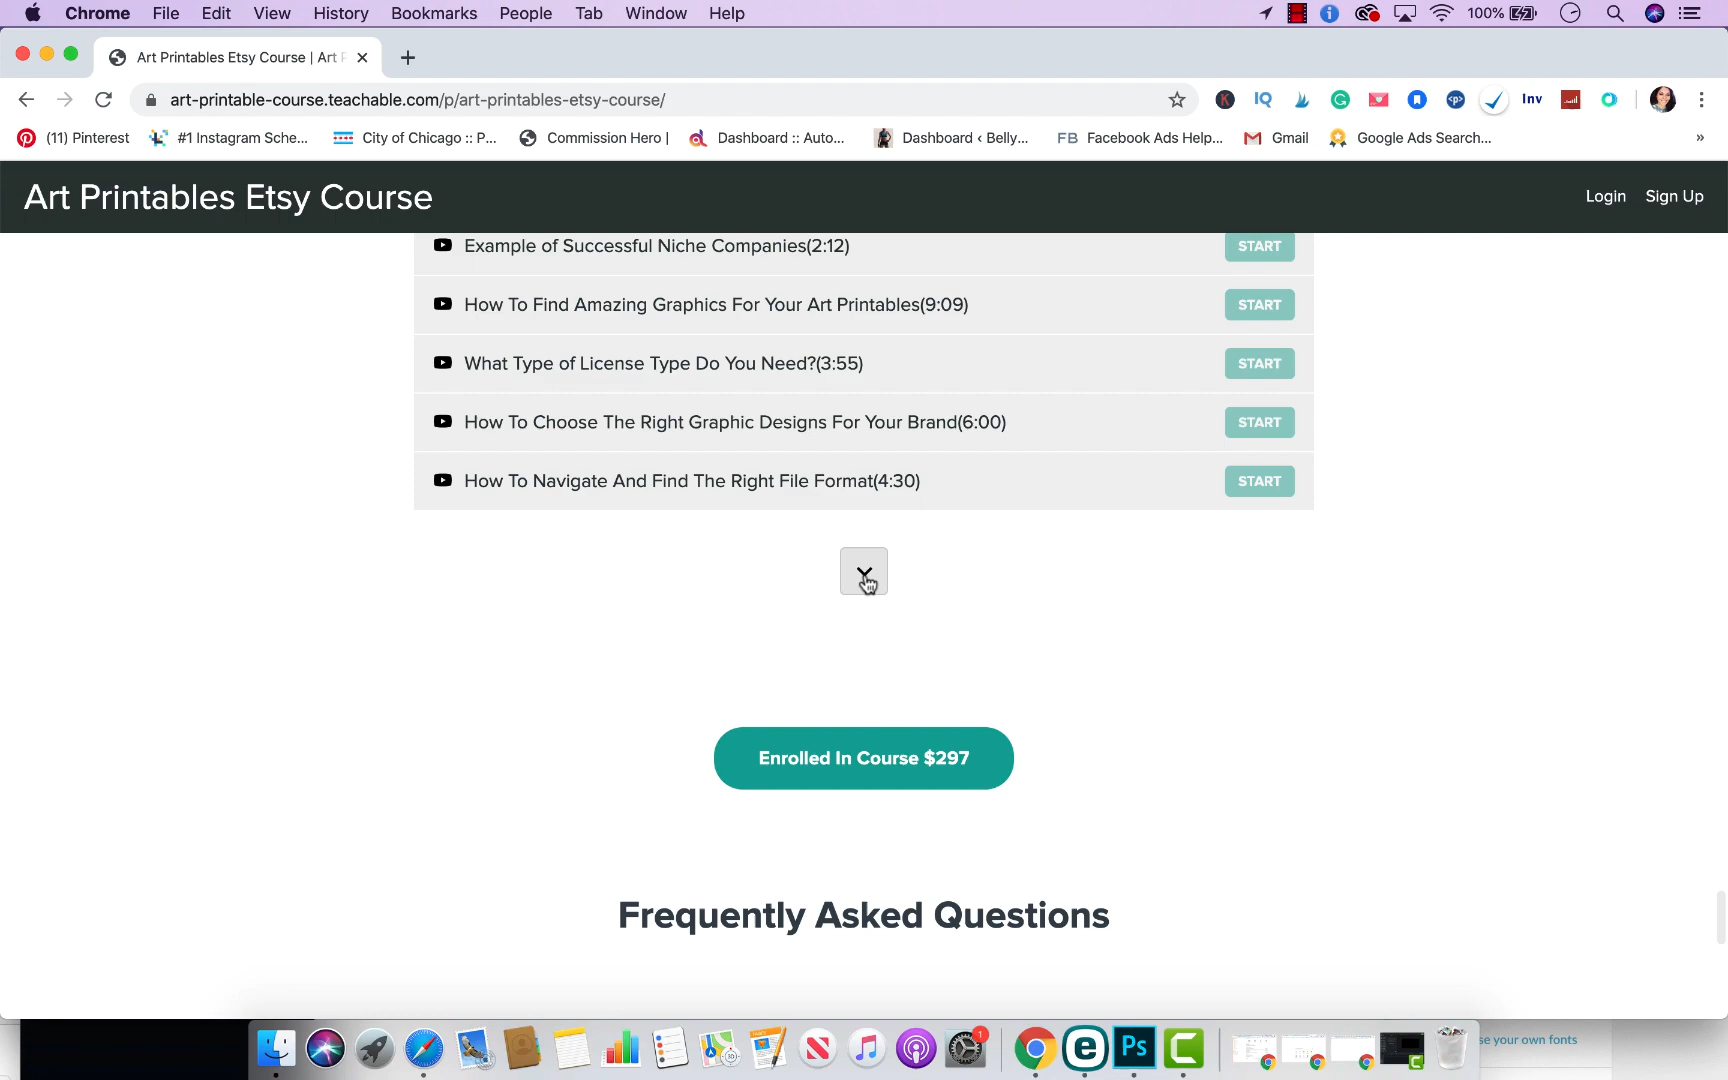 Chrome File Edit View History Bookmarks People Tab Window Help 100%
Art Printables Etsy Course | Art
art-printable-course.teachable.com/p/art-printables-etsy-course/
K IQ <p> Inv
(11) Pinterest #1 Instagram Sche... City of Chicago :: P... Commission Hero | Dashboard :: Auto... Dashboard ‹ Belly... FB Facebook Ads Help... Gmail Google Ads Search... »
Art Printables Etsy Course Login Sign Up
Example of Successful Niche Companies(2:12) START
How To Find Amazing Graphics For Your Art Printables(9:09) START
What Type of License Type Do You Need?(3:55) START
How To Choose The Right Graphic Designs For Your Brand(6:00) START
How To Navigate And Find The Right File Format(4:30) START
Enrolled In Course $297
Frequently Asked Questions
1
Ps
se your own fonts